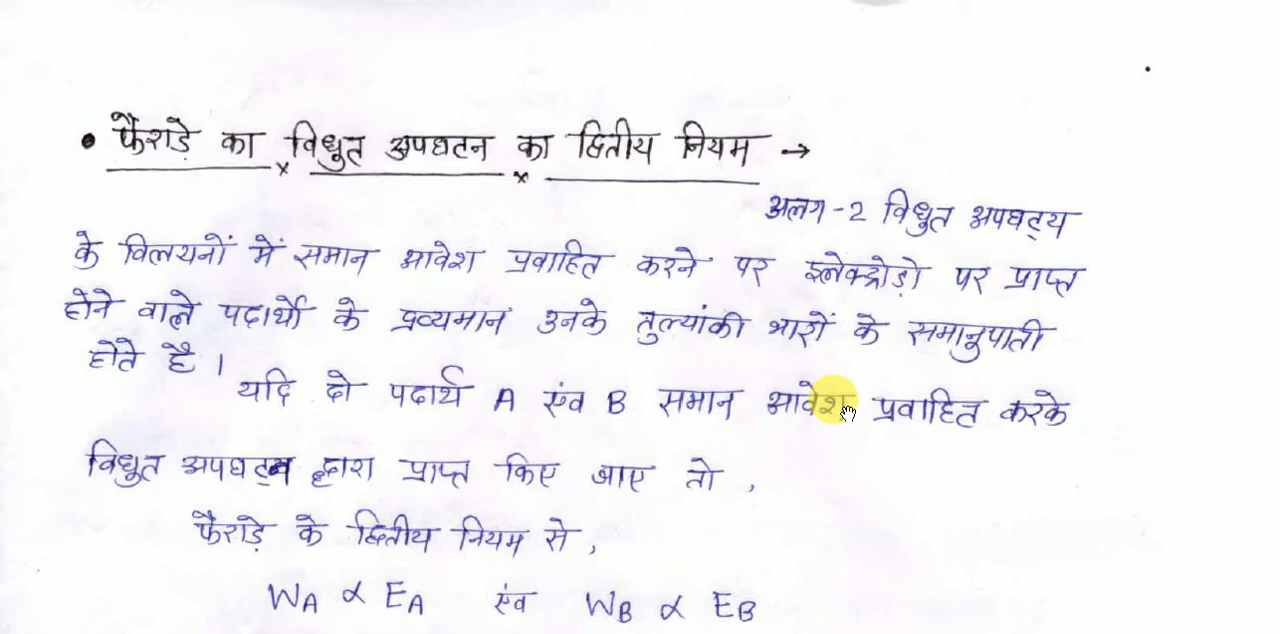 • फैराडे का विधुत अपघटन का द्वितीय नियम →
अलग-2 विधुत अपघट्य
के विलयनों में समान आवेश प्रवाहित करने पर इलेक्ट्रोड़ो पर प्राप्त
होने वाले पदार्थो के द्रव्यमान उनके तुल्यांकी भारों के समानुपाती
होते है ।
यदि दो पदार्थ A एंव B समान आवेश प्रवाहित करके
विधुत अपघट्य द्वारा प्राप्त किए जाए तो ,
फैराडे के द्वितीय नियम से ,
WA ∝ EA एंव WB ∝ EB